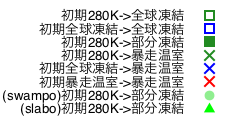 初期280K->全球凍結
初期全球凍結->全球凍結
初期280K->部分凍結
初期280K->暴走温室
初期全球凍結->暴走温室
初期暴走温室->暴走温室
(swampo)初期280K->部分凍結
(slabo)初期280K->部分凍結